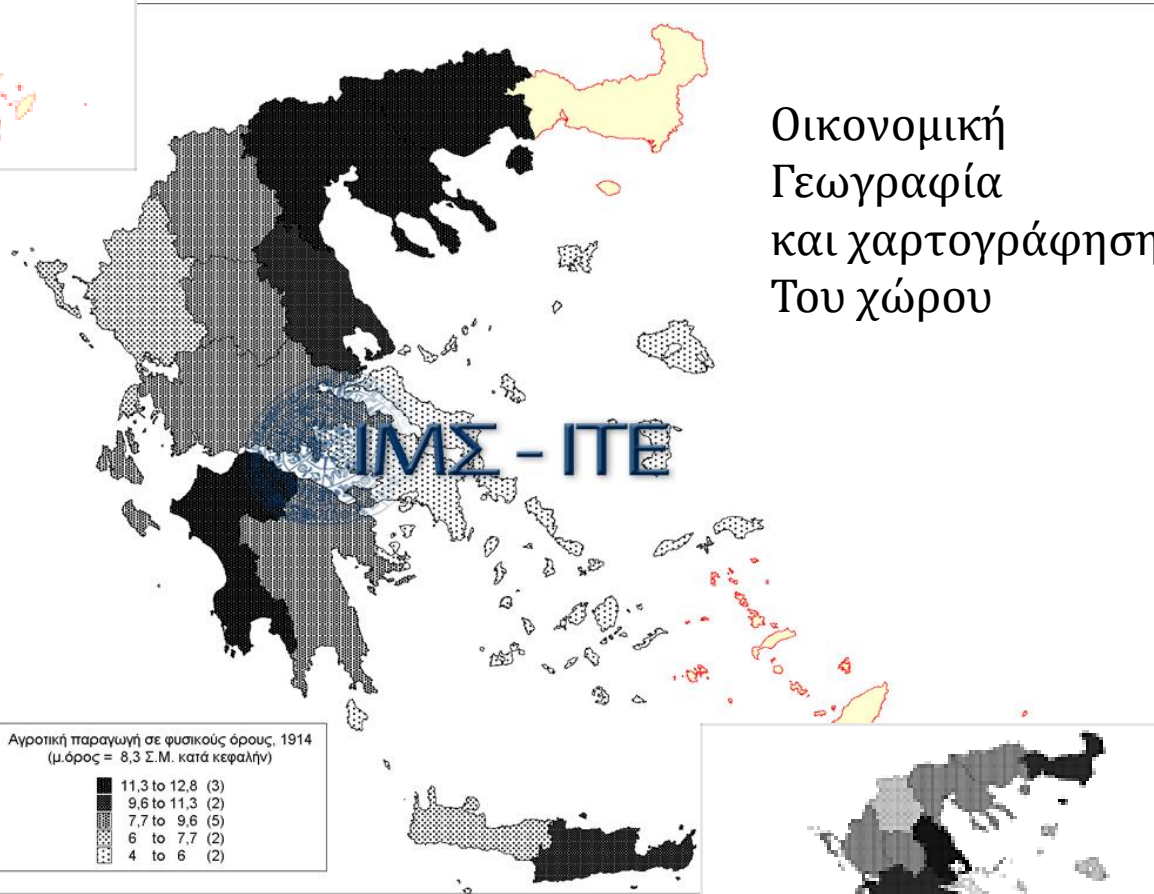 Οικονομική
Γεωγραφία
και χαρτογράφηση
Του χώρου
ΙΜΣ - ΙΤΕ
Αγροτική παραγωγή σε φυσικούς όρους, 1914
(μ.όρος = 8,3 Σ.Μ. κατά κεφαλήν)
11,3 to 12,8 (3)
9,6 to 11,3 (2)
7,7 to 9,6 (5)
6 to 7,7 (2)
4 to 6 (2)